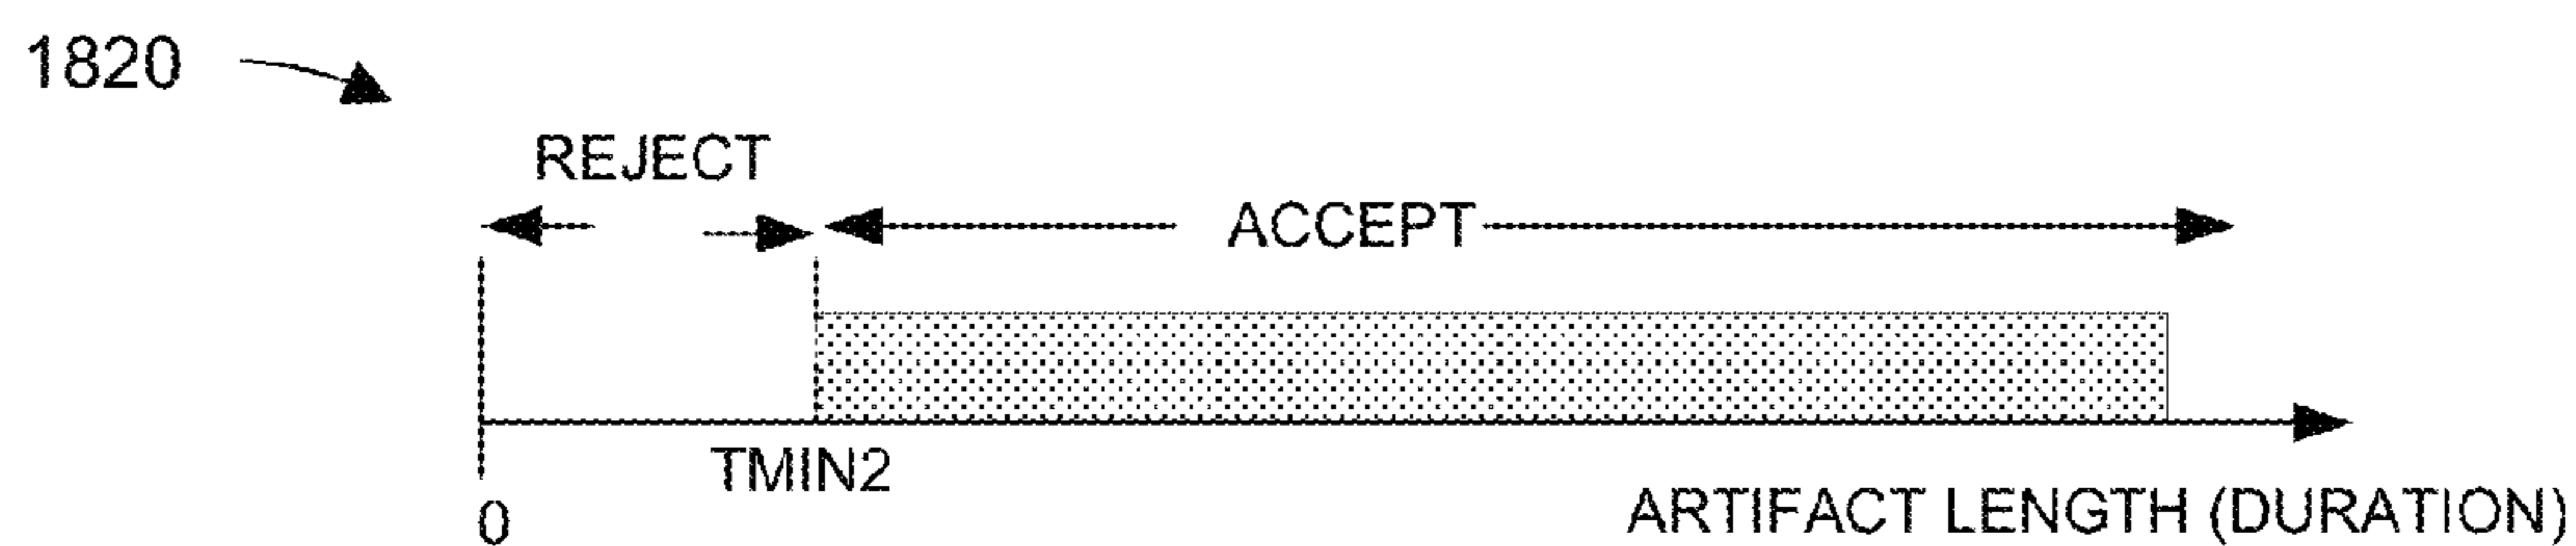 1820
REJECT
ACCEPT
TMIN2
0
ARTIFACT LENGTH (DURATION)